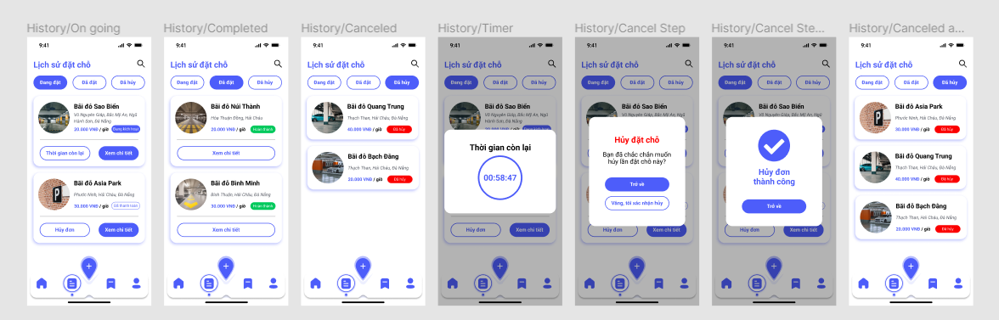 History/On going
9:41
Lịch sử đặt chỗ
Đang đặt
Đã đặt
Đã hủy
Bãi đỗ Sao Biển
Võ Nguyên Giáp, Bắc Mỹ An, Ngũ
Hành Sơn, Đà Nẵng
20.000 VNĐ / giờ
Đang kích hoạt
Thời gian còn lại
Xem chi tiết
Bãi đỗ Asia Park
Phước Ninh, Hải Châu, Đà Nẵng
30.000 VNĐ / giờ
Đã thanh toán
Hủy đơn
Xem chi tiết
History/Completed
9:41
Lịch sử đặt chỗ
Đang đặt
Đã đặt
Đã hủy
Bãi đỗ Núi Thành
Hòa Thuận Đông, Hải Châu
20.000 VNĐ / giờ
Hoàn thành
Xem chi tiết
Bãi đỗ Bình Minh
Bình Thuận, Hải Châu, Đà Nẵng
30.000 VNĐ / giờ
Hoàn thành
Xem chi tiết
History/Canceled
9:41
Lịch sử đặt chỗ
Đang đặt
Đã đặt
Đã hủy
Bãi đỗ Quang Trung
Thạch Than, Hải Châu, Đà Nẵng
40.000 VNĐ / giờ
Đã hủy
Bãi đỗ Bạch Đằng
Thạch Than, Hải Châu, Đà Nẵng
20.000 VNĐ / giờ
Đã hủy
History/Timer
9:41
Lịch sử đặt chỗ
Đang đặt
Đã đặt
Đã hủy
Bãi đỗ Sao Biển
Võ Nguyên Giáp, Bắc Mỹ An, Ngũ
Thời gian còn lại
00:58:47
Hủy đơn
Xem chi tiết
History/Cancel Step
9:41
Lịch sử đặt chỗ
Đang đặt
Đã đặt
Đã hủy
Bãi đỗ Sao Biển
Hủy đặt chỗ
Bạn đã chắc chắn muốn
hủy lần đặt chỗ này?
Trở về
Vâng, tôi xác nhận hủy
Hủy đơn
Xem chi tiết
History/Cancel Ste...
9:41
Lịch sử đặt chỗ
Đang đặt
Đã đặt
Đã hủy
Bãi đỗ Sao Biển
Hủy đơn
thành công
Trở về
Hủy đơn
Xem chi tiết
History/Canceled a...
9:41
Lịch sử đặt chỗ
Đang đặt
Đã đặt
Đã hủy
Bãi đỗ Asia Park
Phước Ninh, Hải Châu, Đà Nẵng
30.000 VNĐ / giờ
Đã hủy
Bãi đỗ Quang Trung
Thạch Than, Hải Châu, Đà Nẵng
40.000 VNĐ / giờ
Đã hủy
Bãi đỗ Bạch Đằng
Thạch Than, Hải Châu, Đà Nẵng
20.000 VNĐ / giờ
Đã hủy